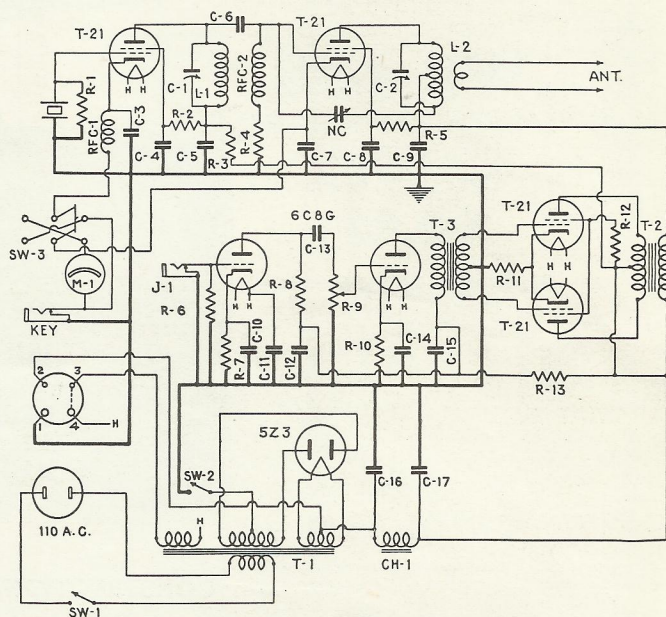 C-6
T-21
T-21
L-2
C-1
L-1
RFC-2
C-2
ANT.
R-1
H H
H H
RFC-1
C-3
R-2
NC
R-5
C-4
C-5
R-3
R-4
C-7
C-8
C-9
SW-3
6C8G
C-13
T-3
T-21
R-12
T-2
M-1
J-1
R-8
R-9
R-11
H H
H H
H H
KEY
R-6
T-21
R-7
C-10
C-11
C-12
R-10
C-14
C-15
2 3
R-13
1 4 H
5Z3
SW-2
C-16
C-17
110 A.C.
H
T-1
CH-1
SW-1